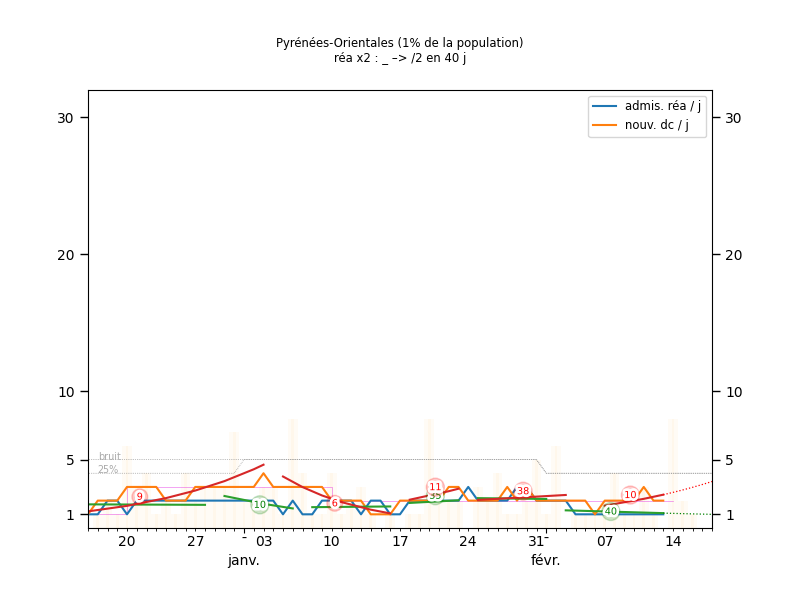 Pyrénées-Orientales (1% de la population)
réa x2 : _ –> /2 en 40 j
admis. réa / j
nouv. dc / j
30 30
20 20
10 10
5 5
1 1
bruit
25%
9 10 6 11 35 38 10 40
20 27 - 03 10 17 24 31- 07 14
janv. févr.